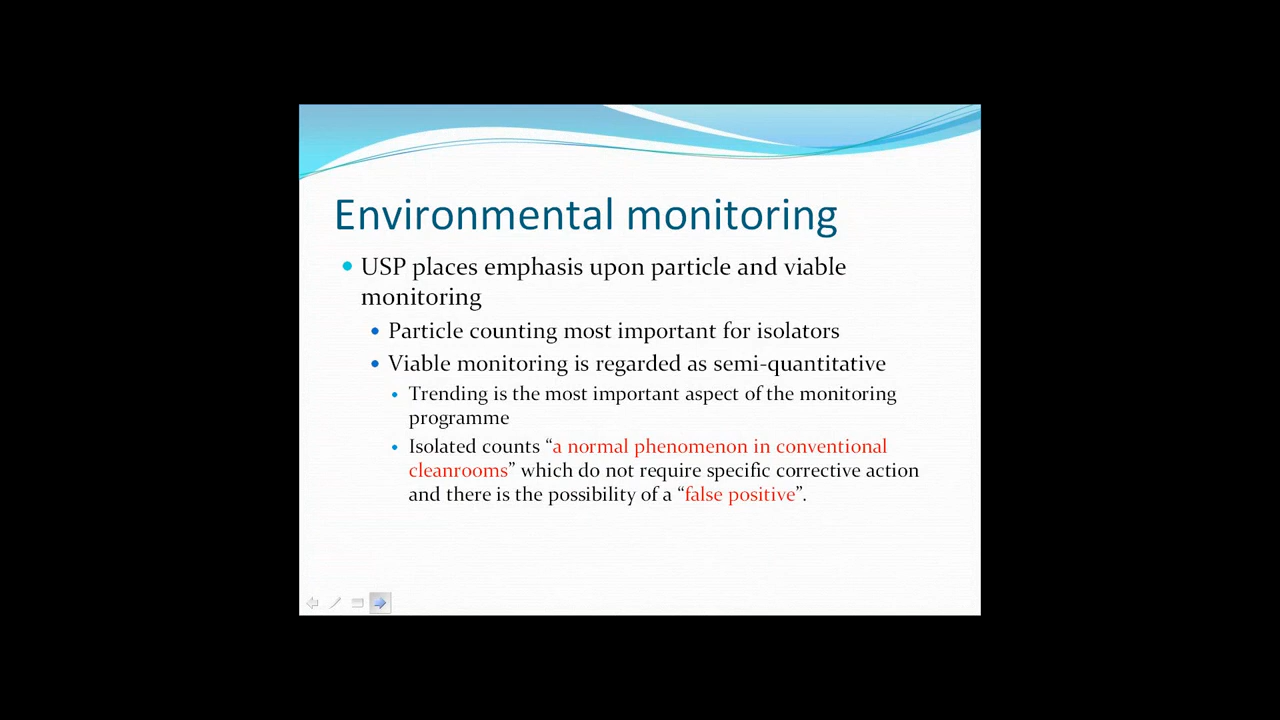 Environmental monitoring
USP places emphasis upon particle and viable
monitoring
Particle counting most important for isolators
Viable monitoring is regarded as semi-quantitative
Trending is the most important aspect of the monitoring
programme
Isolated counts “a normal phenomenon in conventional
cleanrooms” which do not require specific corrective action
and there is the possibility of a “false positive”.